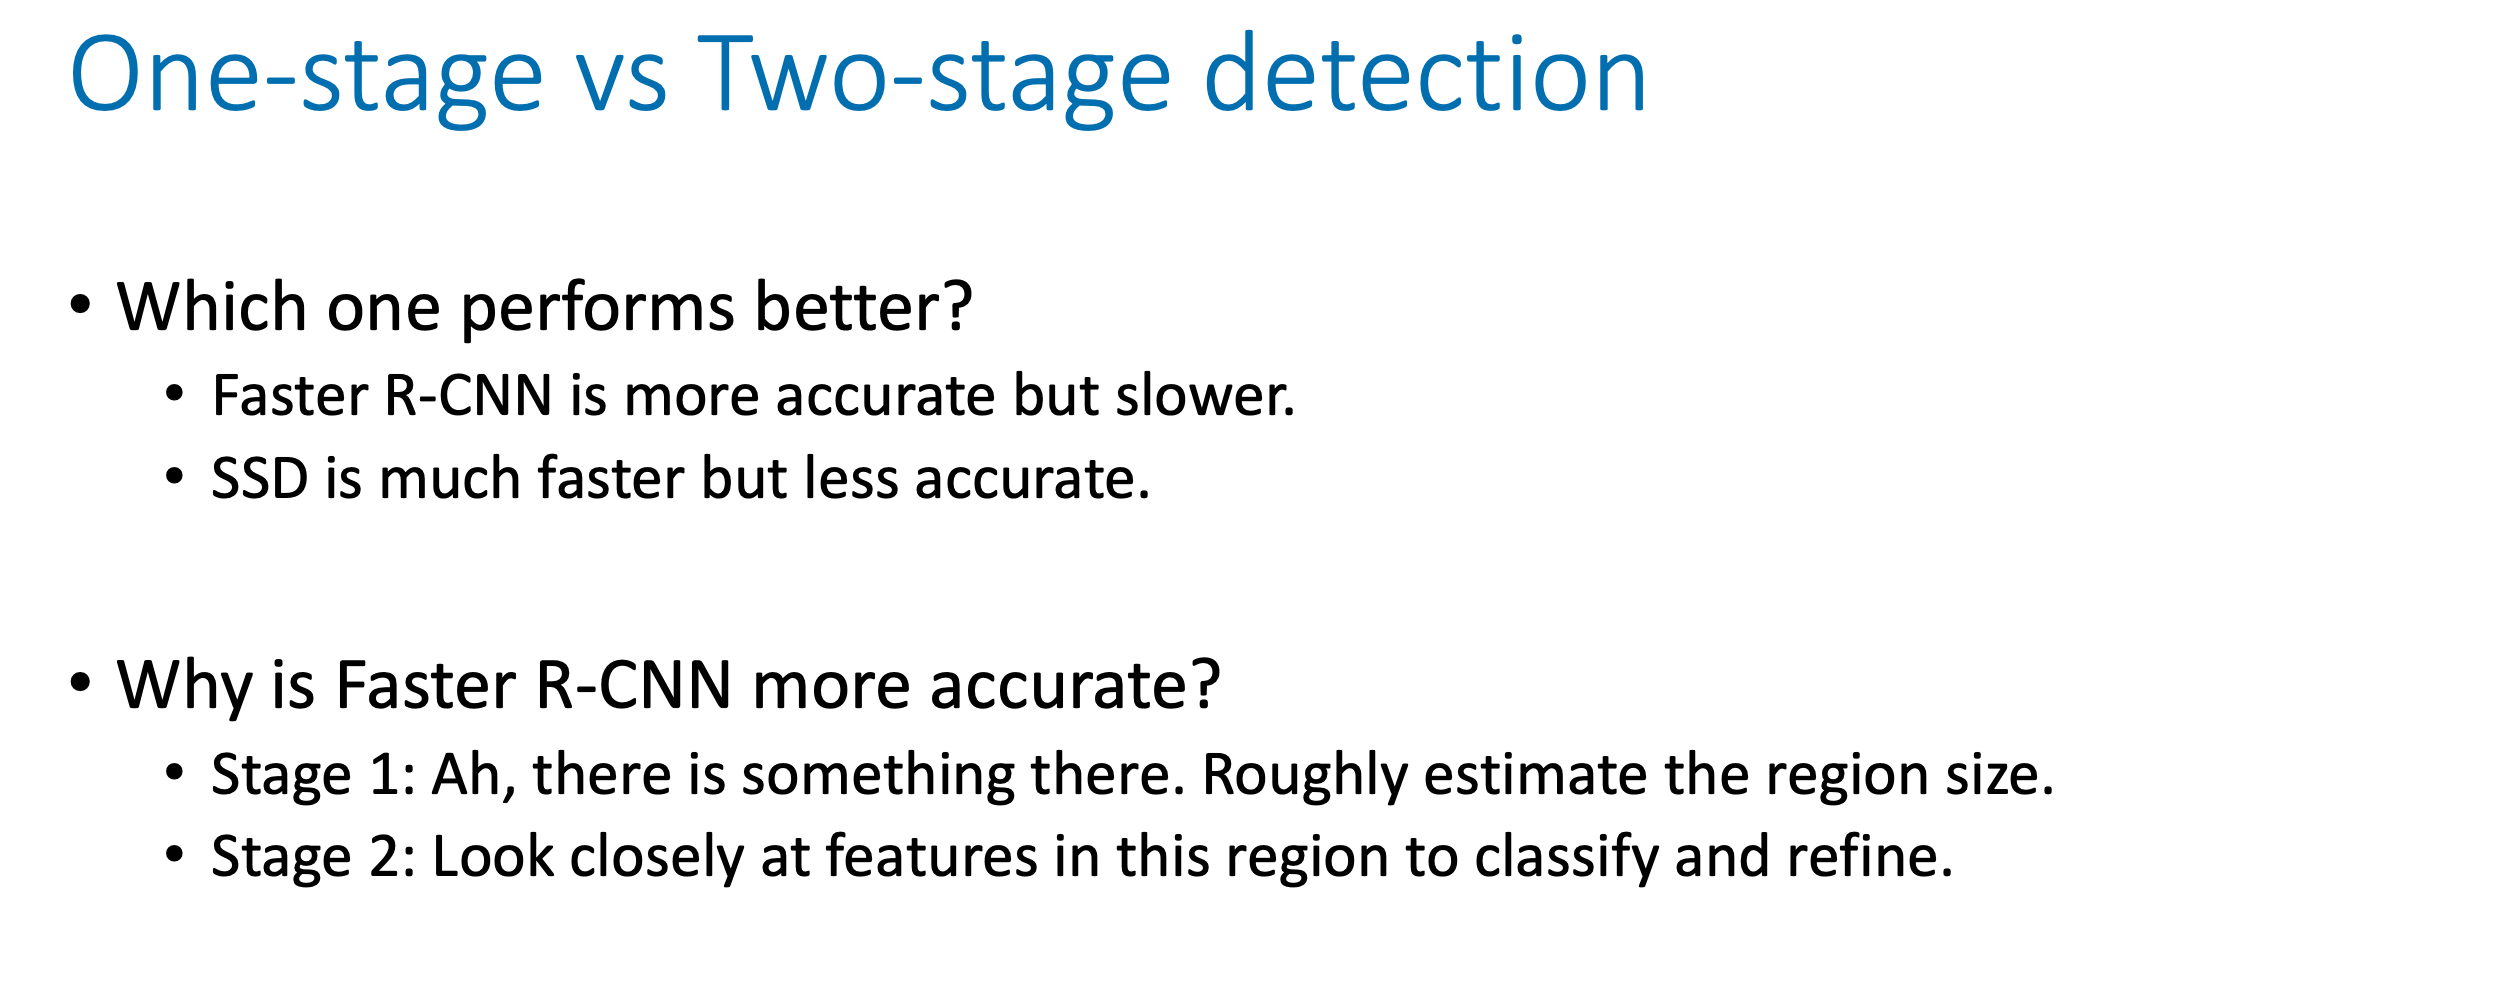 One-stage vs Two-stage detection
• Which one performs better?
• Faster R-CNN is more accurate but slower.
• SSD is much faster but less accurate.
• Why is Faster R-CNN more accurate?
• Stage 1: Ah, there is something there. Roughly estimate the region size.
• Stage 2: Look closely at features in this region to classify and refine.